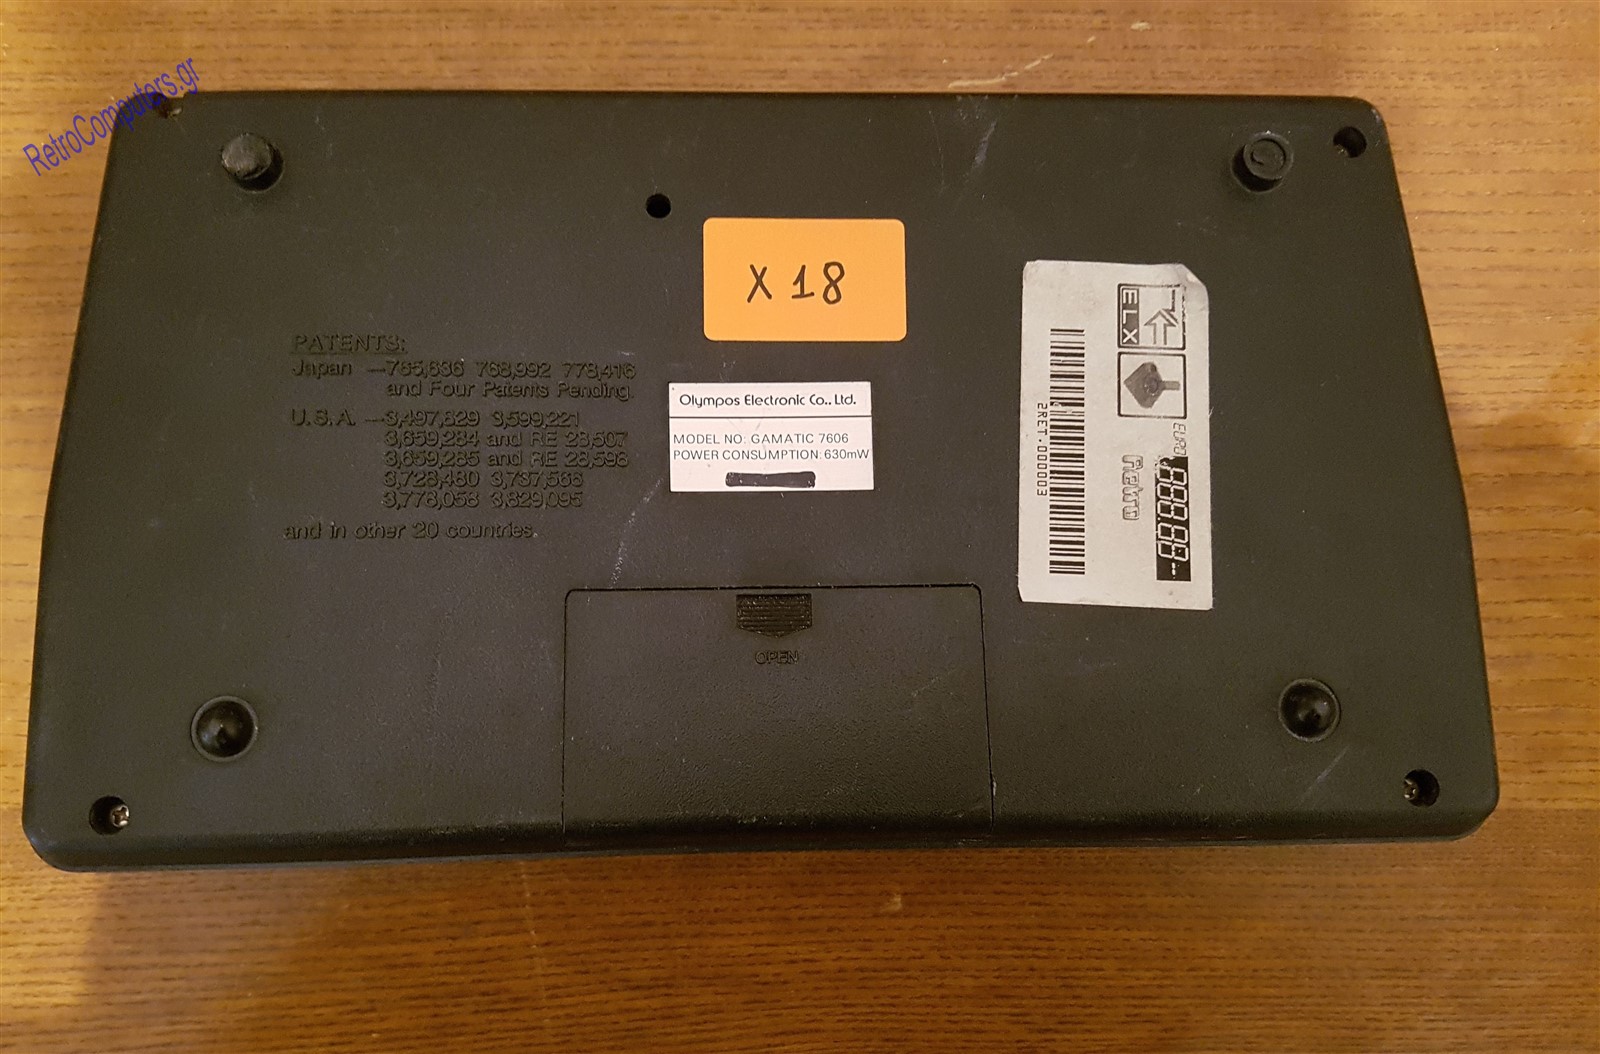 RetroComputers.gr
X 18
PATENTS:
Japan —765,636 768,992 778,416
and Four Patents Pending.
U.S.A. —3,497,829 3,599,221
3,659,284 and RE 28,507
3,659,285 and RE 28,598
3,728,480 3,737,566
3,778,058 3,829,095
and in other 20 countries.
Olympos Electronic Co., Ltd.
MODEL NO: GAMATIC 7606
POWER CONSUMPTION: 630mW
OPEN
ELX
EURO
Retro
2RET.000003